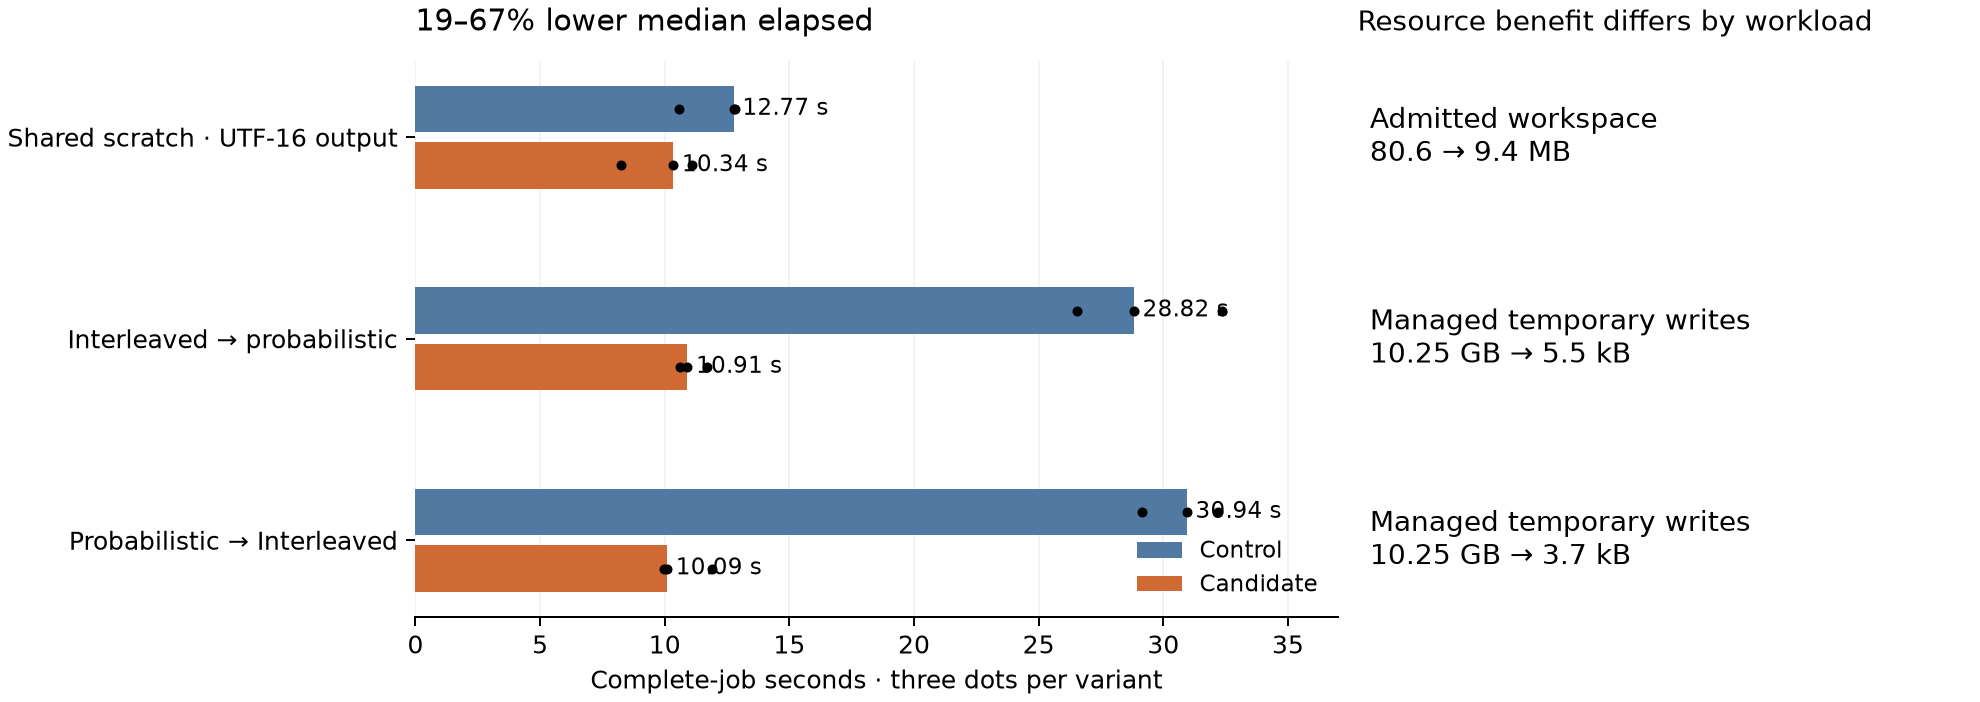 19–67% lower median elapsed
Resource benefit differs by workload
Shared scratch · UTF-16 output
12.77 s
10.34 s
Admitted workspace
80.6 → 9.4 MB
Interleaved → probabilistic
28.82 s
10.91 s
Managed temporary writes
10.25 GB → 5.5 kB
Probabilistic → Interleaved
30.94 s
10.09 s
Managed temporary writes
10.25 GB → 3.7 kB
Control
Candidate
0 5 10 15 20 25 30 35
Complete-job seconds · three dots per variant